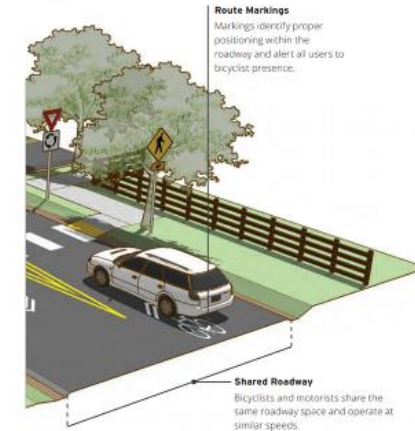 Route Markings
Markings identify proper
positioning within the
roadway and alert all users to
bicyclist presence.
Shared Roadway
Bicyclists and motorists share the
same roadway space and operate at
similar speeds.